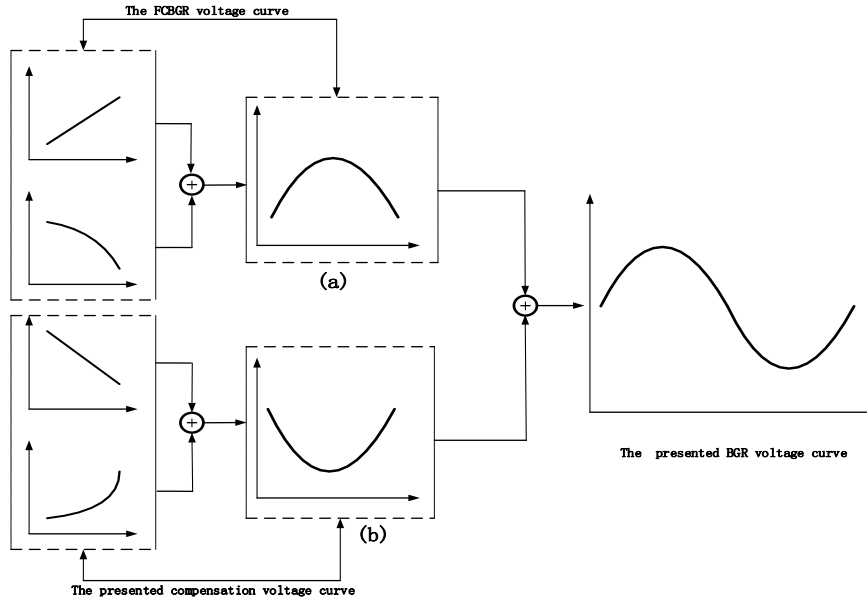 The FCBGR voltage curve
(a)
(b)
The presented BGR voltage curve
The presented compensation voltage curve